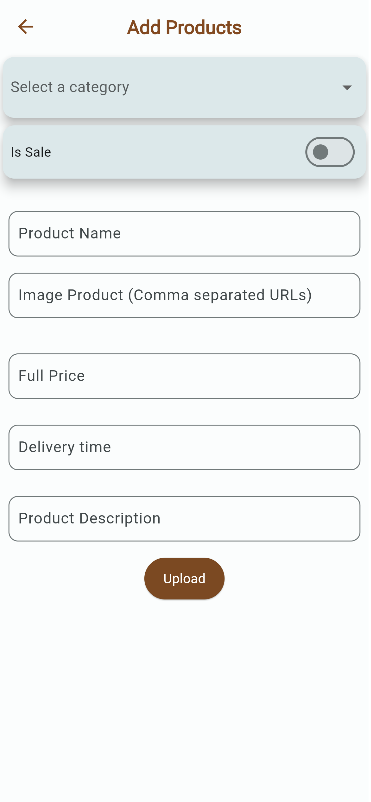 Add Products
Select a category
Is Sale
Product Name
Image Product (Comma separated URLs)
Full Price
Delivery time
Product Description
Upload